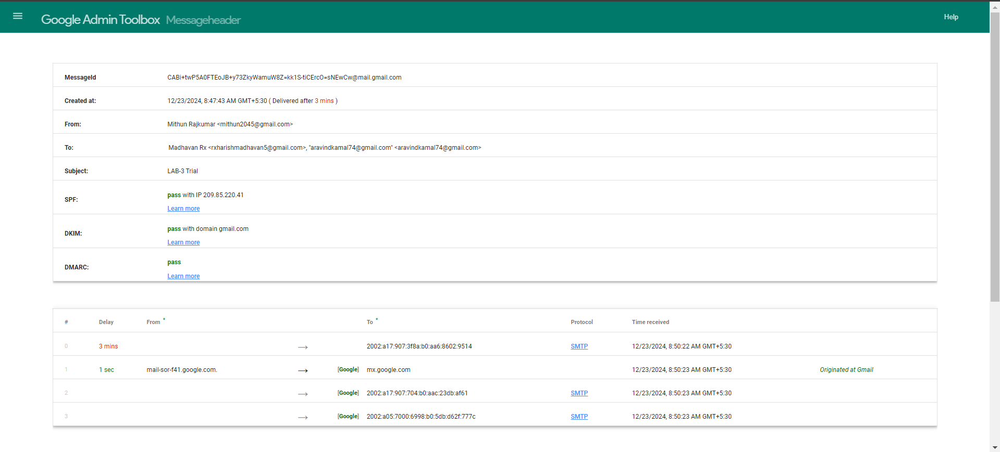 Google Admin Toolbox Messageheader Help
MessageId CABi+twP5A0FTEoJB+y73ZkyWamuW8Z=kk1S-tiCErcO=sNEwCw@mail.gmail.com
Created at: 12/23/2024, 8:47:43 AM GMT+5:30 ( Delivered after 3 mins )
From: Mithun Rajkumar <mithun2045@gmail.com>
To: Madhavan Rx <rxharishmadhavan5@gmail.com>, "aravindkamal74@gmail.com" <aravindkamal74@gmail.com>
Subject: LAB-3 Trial
SPF: pass with IP 209.85.220.41
Learn more
DKIM: pass with domain gmail.com
Learn more
DMARC: pass
Learn more
# Delay From * To * Protocol Time received
0 3 mins → 2002:a17:907:3f8a:b0:aa6:8602:9514 SMTP 12/23/2024, 8:50:22 AM GMT+5:30
1 1 sec mail-sor-f41.google.com. → [Google] mx.google.com 12/23/2024, 8:50:23 AM GMT+5:30 Originated at Gmail
2 → [Google] 2002:a17:907:704:b0:aac:23db:af61 SMTP 12/23/2024, 8:50:23 AM GMT+5:30
3 → [Google] 2002:a05:7000:6998:b0:5db:d62f:777c SMTP 12/23/2024, 8:50:23 AM GMT+5:30